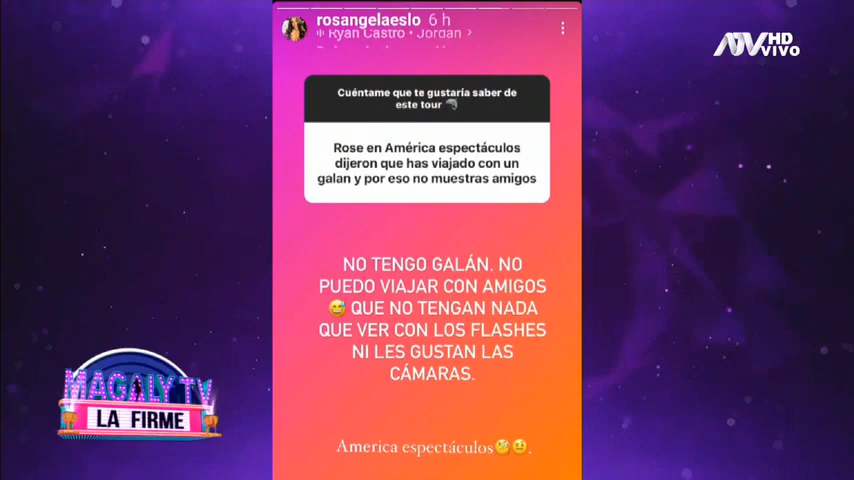 rosangelaeslo 6 h
Ryan Castro • Jordan >
ATV HD
VIVO
Cuéntame que te gustaría saber de
este tour
Rose en América espectáculos
dijeron que has viajado con un
galan y por eso no muestras amigos
NO TENGO GALÁN. NO
PUEDO VIAJAR CON AMIGOS
😅 QUE NO TENGAN NADA
QUE VER CON LOS FLASHES
NI LES GUSTAN LAS
CÁMARAS.
America espectáculos🧐🤨.
MAGALY TV
LA FIRME